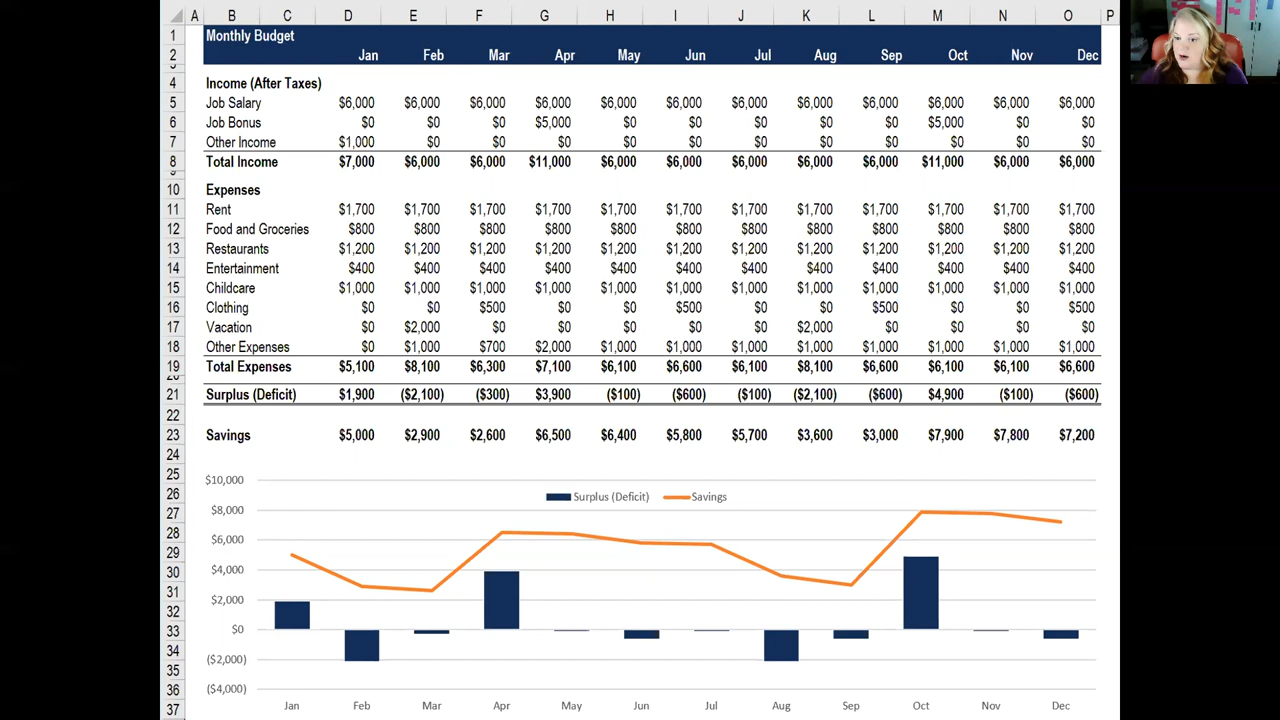 A B C D E F G H I J K L M N O P
1 Monthly Budget
2 Jan Feb Mar Apr May Jun Jul Aug Sep Oct Nov Dec
4 Income (After Taxes)
5 Job Salary $6,000 $6,000 $6,000 $6,000 $6,000 $6,000 $6,000 $6,000 $6,000 $6,000 $6,000 $6,000
6 Job Bonus $0 $0 $0 $5,000 $0 $0 $0 $0 $0 $5,000 $0 $0
7 Other Income $1,000 $0 $0 $0 $0 $0 $0 $0 $0 $0 $0 $0
8 Total Income $7,000 $6,000 $6,000 $11,000 $6,000 $6,000 $6,000 $6,000 $6,000 $11,000 $6,000 $6,000
10 Expenses
11 Rent $1,700 $1,700 $1,700 $1,700 $1,700 $1,700 $1,700 $1,700 $1,700 $1,700 $1,700 $1,700
12 Food and Groceries $800 $800 $800 $800 $800 $800 $800 $800 $800 $800 $800 $800
13 Restaurants $1,200 $1,200 $1,200 $1,200 $1,200 $1,200 $1,200 $1,200 $1,200 $1,200 $1,200 $1,200
14 Entertainment $400 $400 $400 $400 $400 $400 $400 $400 $400 $400 $400 $400
15 Childcare $1,000 $1,000 $1,000 $1,000 $1,000 $1,000 $1,000 $1,000 $1,000 $1,000 $1,000 $1,000
16 Clothing $0 $0 $500 $0 $0 $500 $0 $0 $500 $0 $0 $500
17 Vacation $0 $2,000 $0 $0 $0 $0 $0 $2,000 $0 $0 $0 $0
18 Other Expenses $0 $1,000 $700 $2,000 $1,000 $1,000 $1,000 $1,000 $1,000 $1,000 $1,000 $1,000
19 Total Expenses $5,100 $8,100 $6,300 $7,100 $6,100 $6,600 $6,100 $8,100 $6,600 $6,100 $6,100 $6,600
21 Surplus (Deficit) $1,900 ($2,100) ($300) $3,900 ($100) ($600) ($100) ($2,100) ($600) $4,900 ($100) ($600)
22
23 Savings $5,000 $2,900 $2,600 $6,500 $6,400 $5,800 $5,700 $3,600 $3,000 $7,900 $7,800 $7,200
24
25 $10,000
26 Surplus (Deficit) Savings
27 $8,000
28 $6,000
29
30 $4,000
31 $2,000
32
33 $0
34
35 ($2,000)
36 ($4,000)
37 Jan Feb Mar Apr May Jun Jul Aug Sep Oct Nov Dec